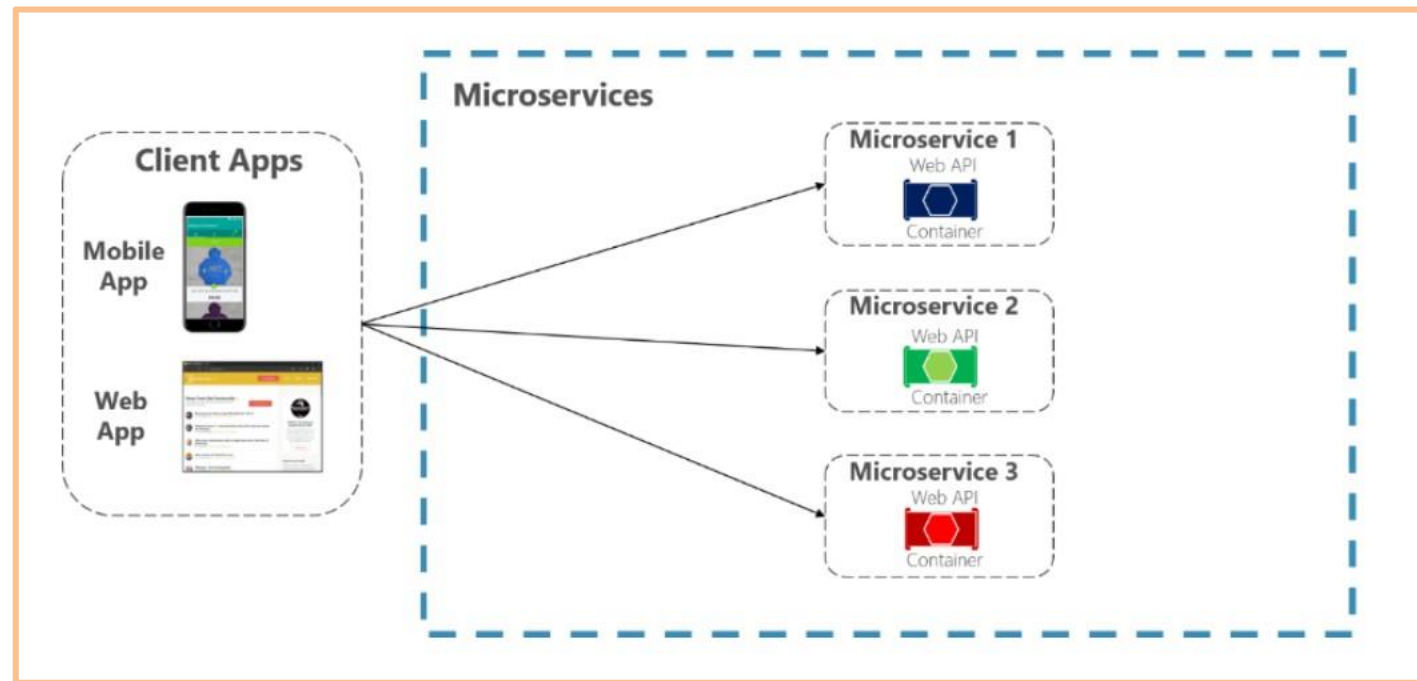 Microservices
Client Apps
Mobile
App
Web
App
Microservice 1
Web API
Container
Microservice 2
Web API
Container
Microservice 3
Web API
Container